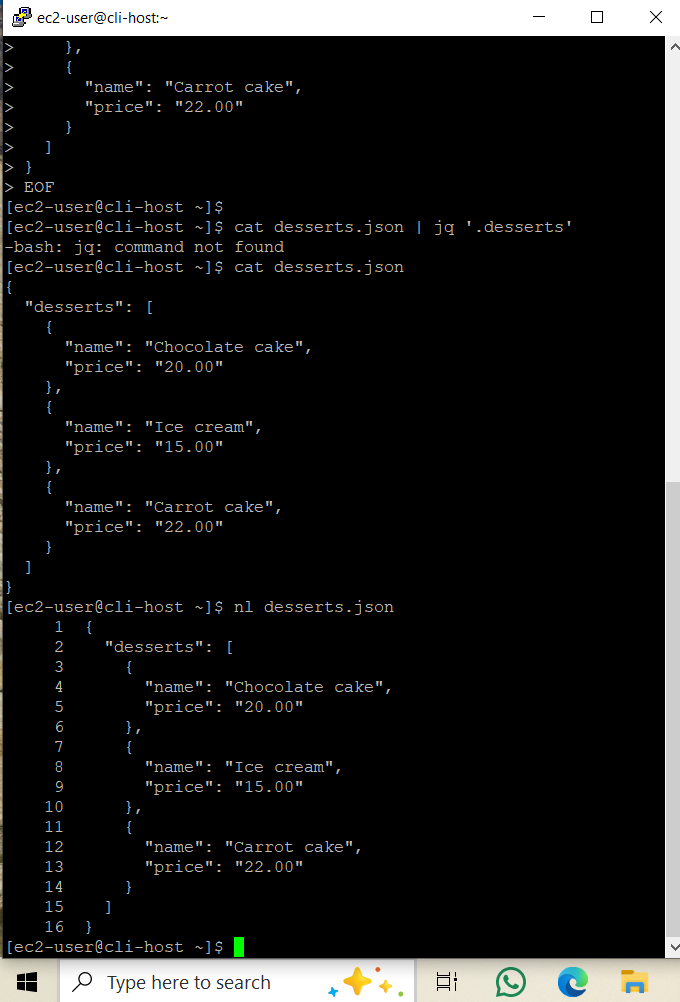 ec2-user@cli-host:~
>     },
>     {
>       "name": "Carrot cake",
>       "price": "22.00"
>     }
>   ]
> }
> EOF
[ec2-user@cli-host ~]$
[ec2-user@cli-host ~]$ cat desserts.json | jq '.desserts'
-bash: jq: command not found
[ec2-user@cli-host ~]$ cat desserts.json
{
  "desserts": [
    {
      "name": "Chocolate cake",
      "price": "20.00"
    },
    {
      "name": "Ice cream",
      "price": "15.00"
    },
    {
      "name": "Carrot cake",
      "price": "22.00"
    }
  ]
}
[ec2-user@cli-host ~]$ nl desserts.json
     1  {
     2    "desserts": [
     3      {
     4        "name": "Chocolate cake",
     5        "price": "20.00"
     6      },
     7      {
     8        "name": "Ice cream",
     9        "price": "15.00"
    10      },
    11      {
    12        "name": "Carrot cake",
    13        "price": "22.00"
    14      }
    15    ]
    16  }
[ec2-user@cli-host ~]$
Type here to search